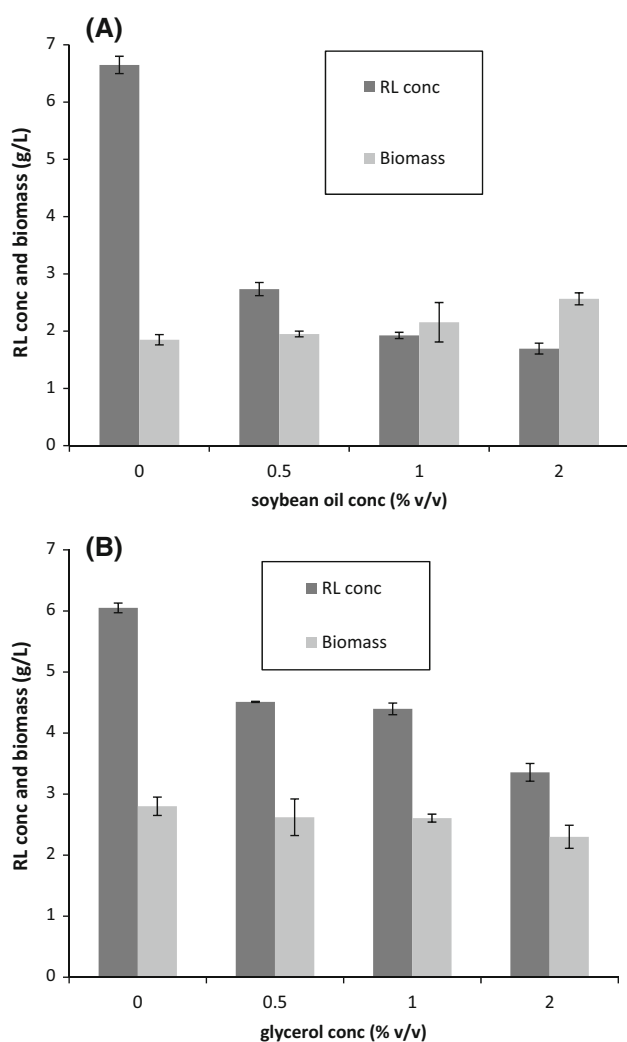 (A)
7
6
5
4
3
2
1
0
RL conc and biomass (g/L)
RL conc
Biomass
0 0.5 1 2
soybean oil conc (% v/v)
(B)
7
6
5
4
3
2
1
0
RL conc and biomass (g/L)
RL conc
Biomass
0 0.5 1 2
glycerol conc (% v/v)